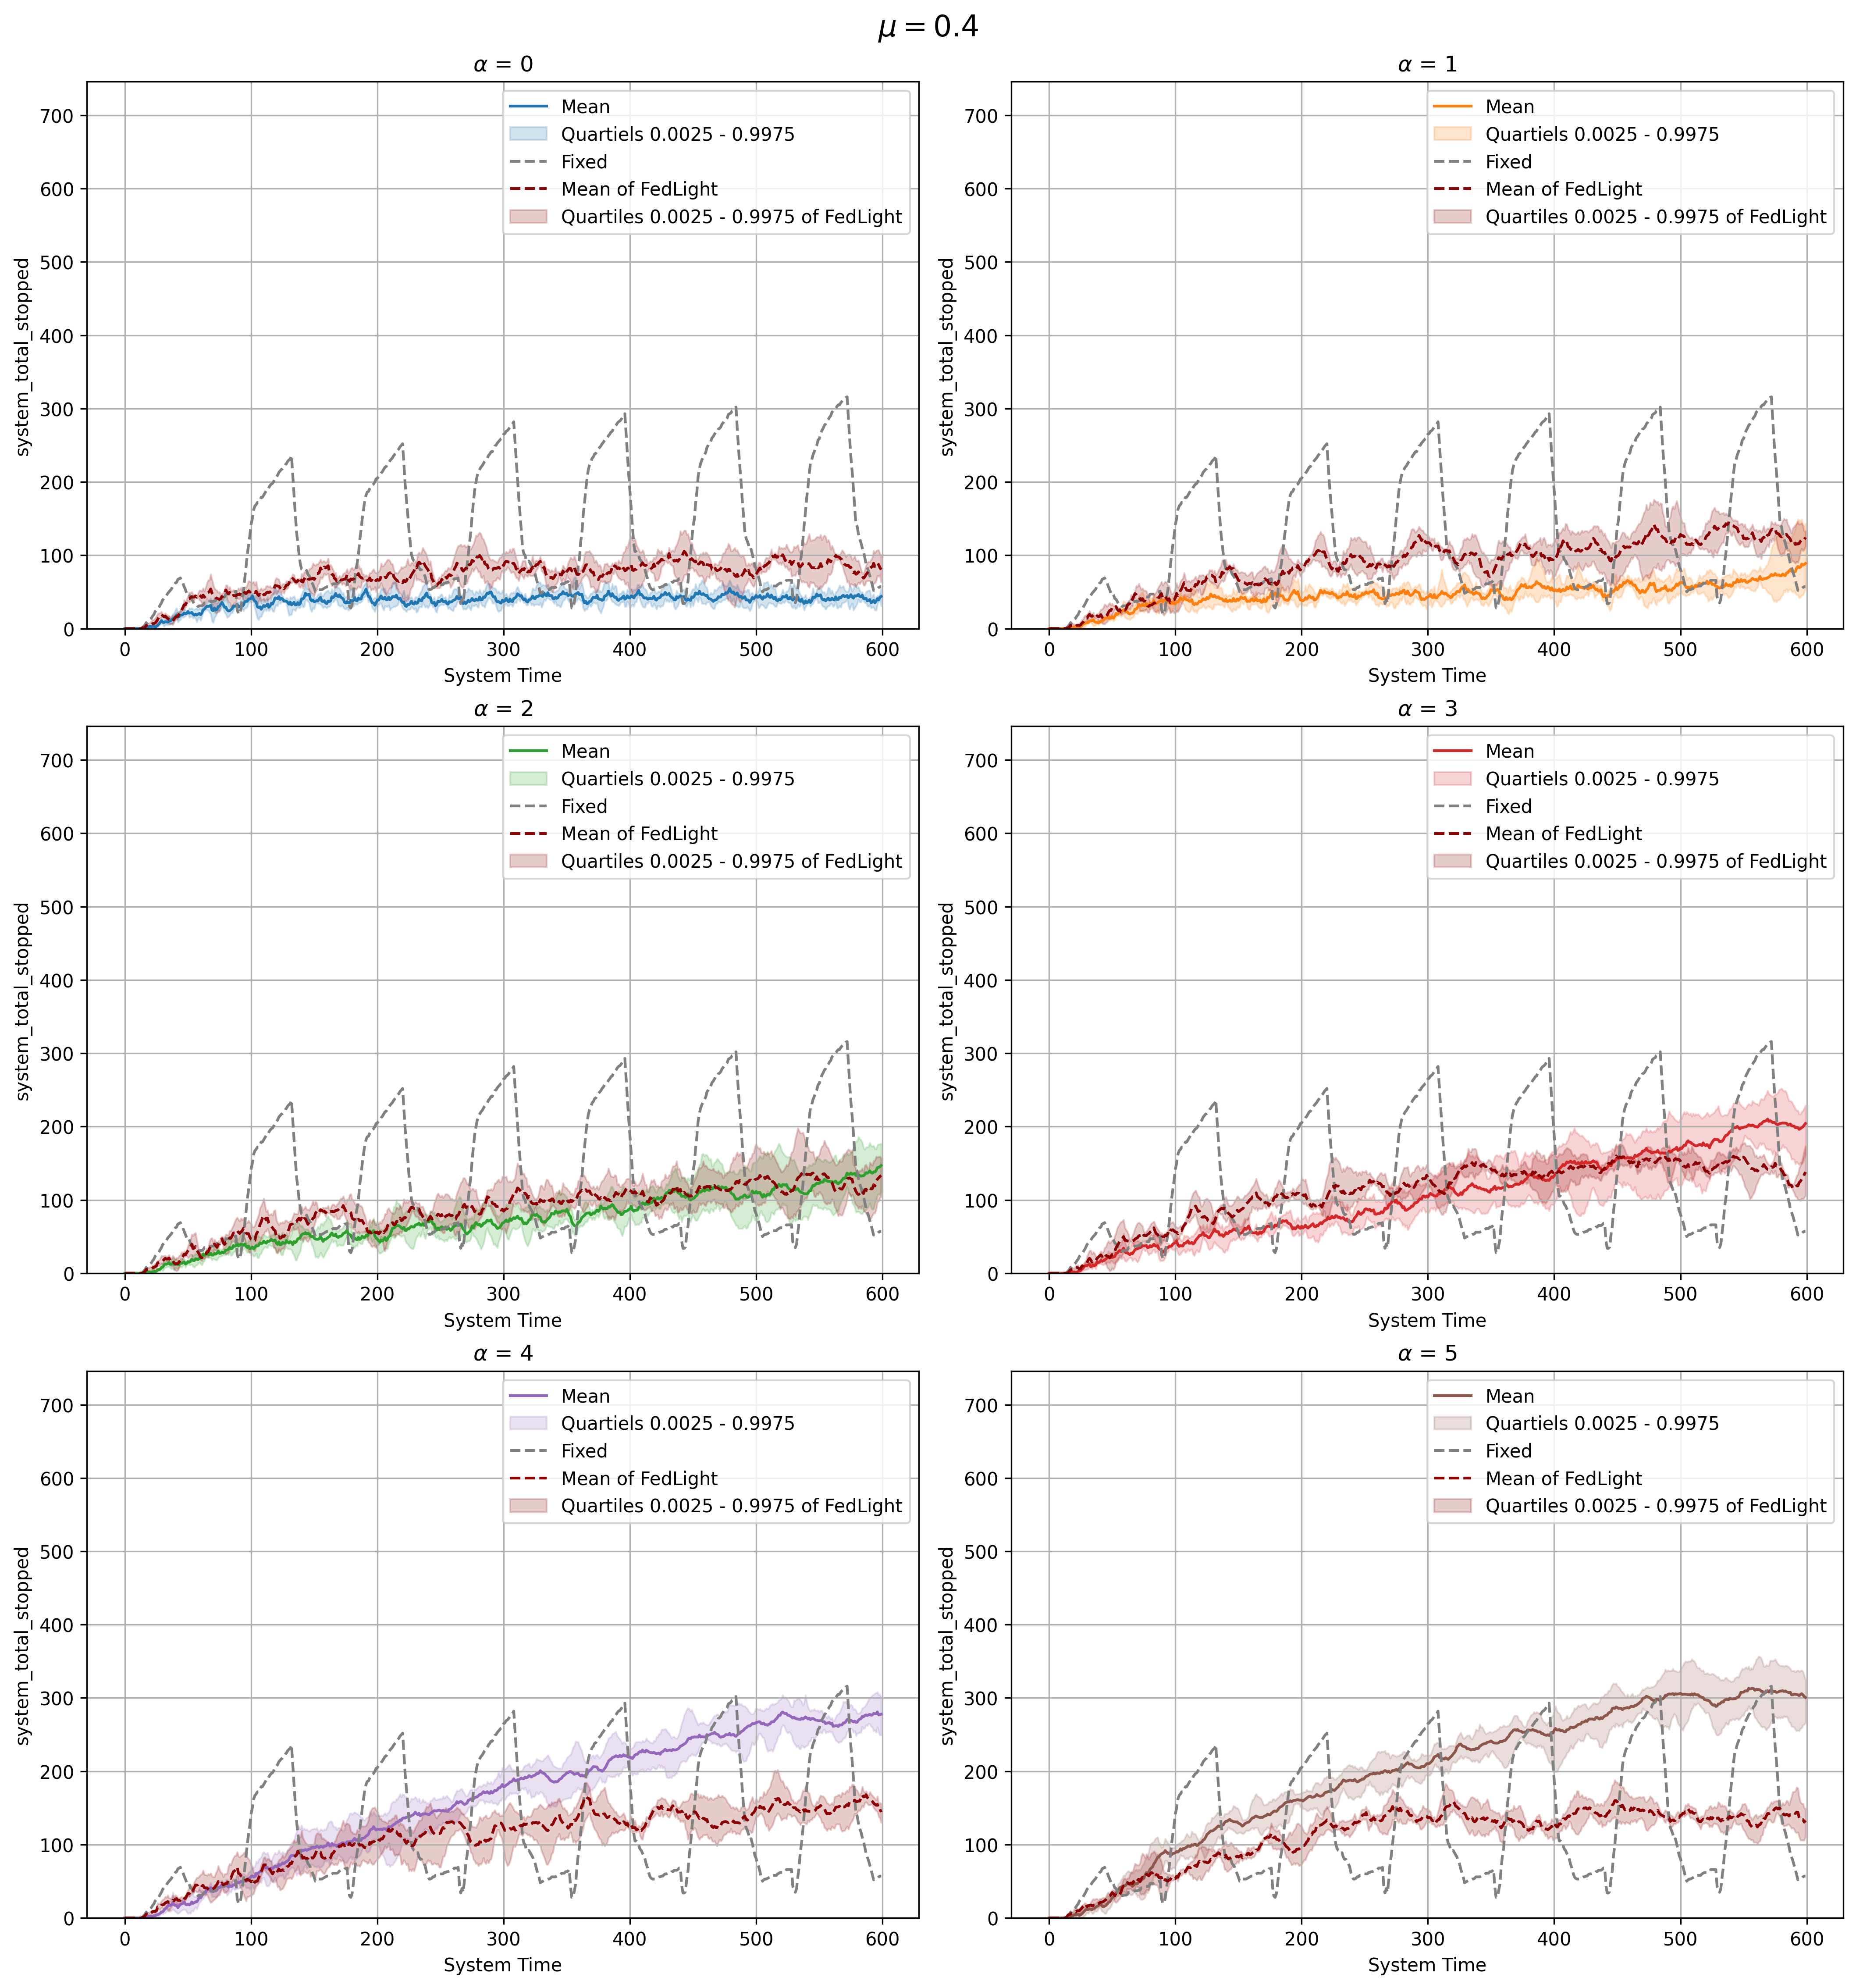 μ = 0.4
α = 0
700
600
500
400
300
200
100
0
system_total_stopped
Mean
Quartiels 0.0025 - 0.9975
Fixed
Mean of FedLight
Quartiles 0.0025 - 0.9975 of FedLight
0 100 200 300 400 500 600
System Time
α = 1
700
600
500
400
300
200
100
0
system_total_stopped
Mean
Quartiels 0.0025 - 0.9975
Fixed
Mean of FedLight
Quartiles 0.0025 - 0.9975 of FedLight
0 100 200 300 400 500 600
System Time
α = 2
700
600
500
400
300
200
100
0
system_total_stopped
Mean
Quartiels 0.0025 - 0.9975
Fixed
Mean of FedLight
Quartiles 0.0025 - 0.9975 of FedLight
0 100 200 300 400 500 600
System Time
α = 3
700
600
500
400
300
200
100
0
system_total_stopped
Mean
Quartiels 0.0025 - 0.9975
Fixed
Mean of FedLight
Quartiles 0.0025 - 0.9975 of FedLight
0 100 200 300 400 500 600
System Time
α = 4
700
600
500
400
300
200
100
0
system_total_stopped
Mean
Quartiels 0.0025 - 0.9975
Fixed
Mean of FedLight
Quartiles 0.0025 - 0.9975 of FedLight
0 100 200 300 400 500 600
System Time
α = 5
700
600
500
400
300
200
100
0
system_total_stopped
Mean
Quartiels 0.0025 - 0.9975
Fixed
Mean of FedLight
Quartiles 0.0025 - 0.9975 of FedLight
0 100 200 300 400 500 600
System Time